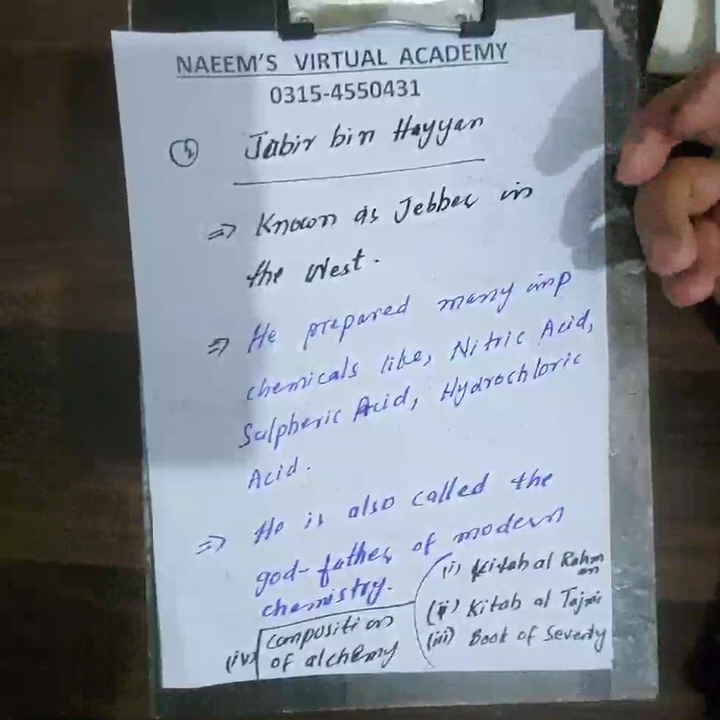 NAEEM'S VIRTUAL ACADEMY
0315-4550431
Jabir bin Hayyan
⇒ Known as Jebber in
the West.
⇒ He prepared many imp
chemicals like, Nitric Acid,
Sulpheric Acid, Hydrochloric
Acid.
⇒ He is also called the
god-father of modern
chemistry.
(i) Kitab al Rahman
(ii) Kitab al Tajmi
(iii) Book of Seventy
(iv) Composition
of alchemy